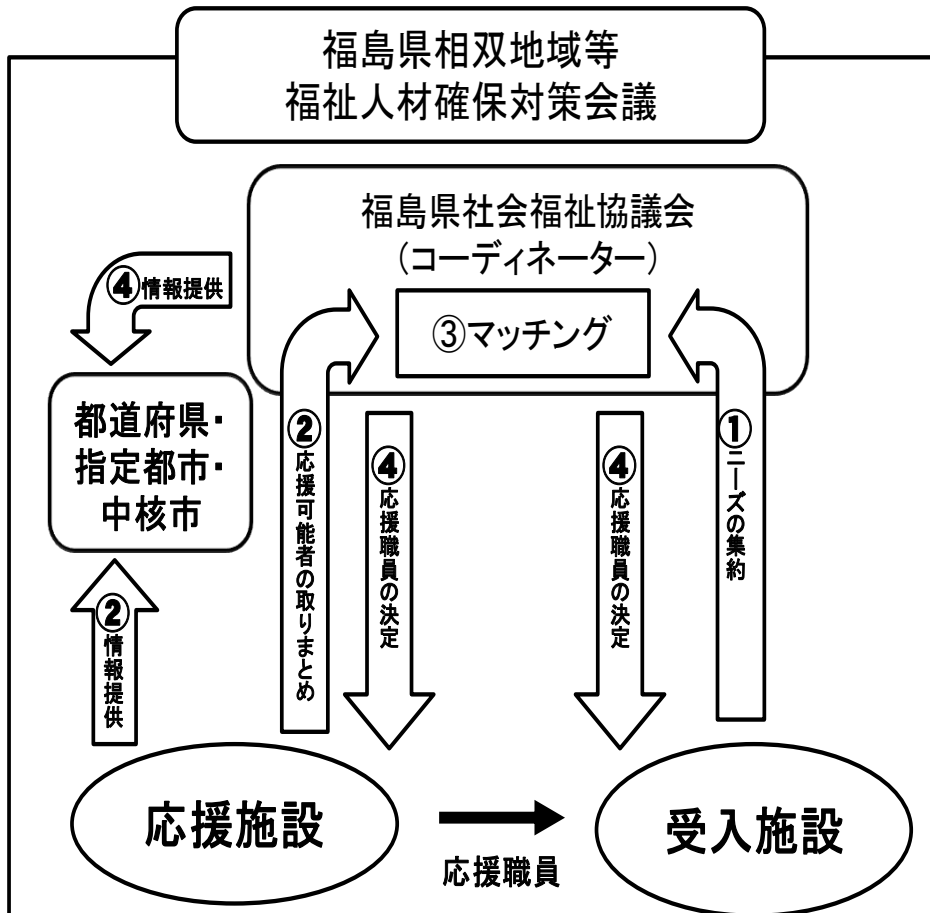 福島県相双地域等
福祉人材確保対策会議
福島県社会福祉協議会
（コーディネーター）
③マッチング
④情報提供
都道府県・
指定都市・
中核市
②情報提供
②応援可能者の取りまとめ
④応援職員の決定
④応援職員の決定
①ニーズの集約
応援施設
応援職員
受入施設